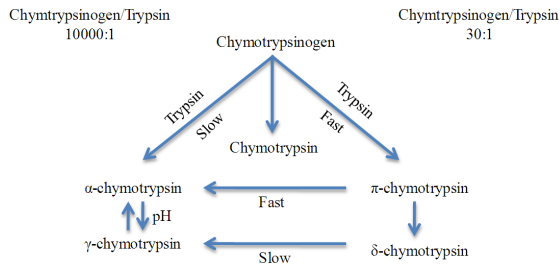 Chymtrypsinogen/Trypsin
10000:1
Chymtrypsinogen/Trypsin
30:1
Chymotrypsinogen
Trypsin
Slow
Trypsin
Fast
Chymotrypsin
α-chymotrypsin
Fast
π-chymotrypsin
pH
γ-chymotrypsin
Slow
δ-chymotrypsin